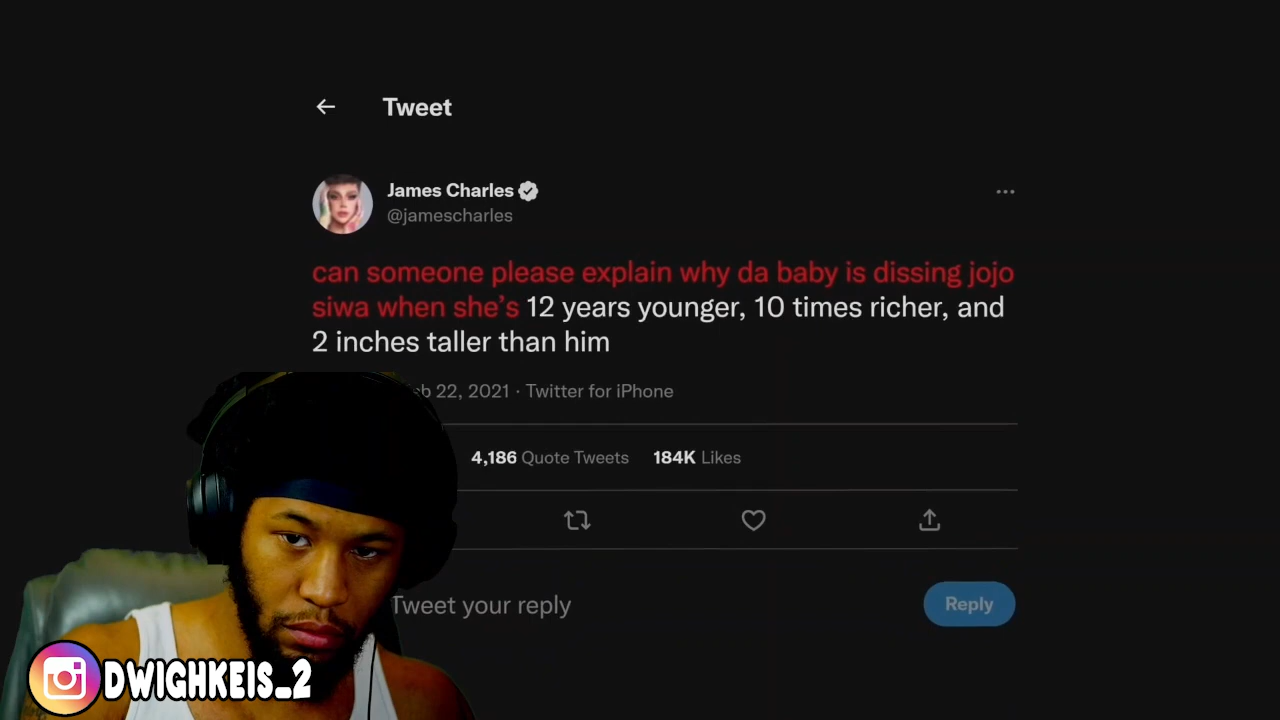 Tweet
James Charles
@jamescharles
can someone please explain why da baby is dissing jojo
siwa when she's 12 years younger, 10 times richer, and
2 inches taller than him
22, 2021 · Twitter for iPhone
4,186 Quote Tweets 184K Likes
Tweet your reply
Reply
DWIGHKEIS_2